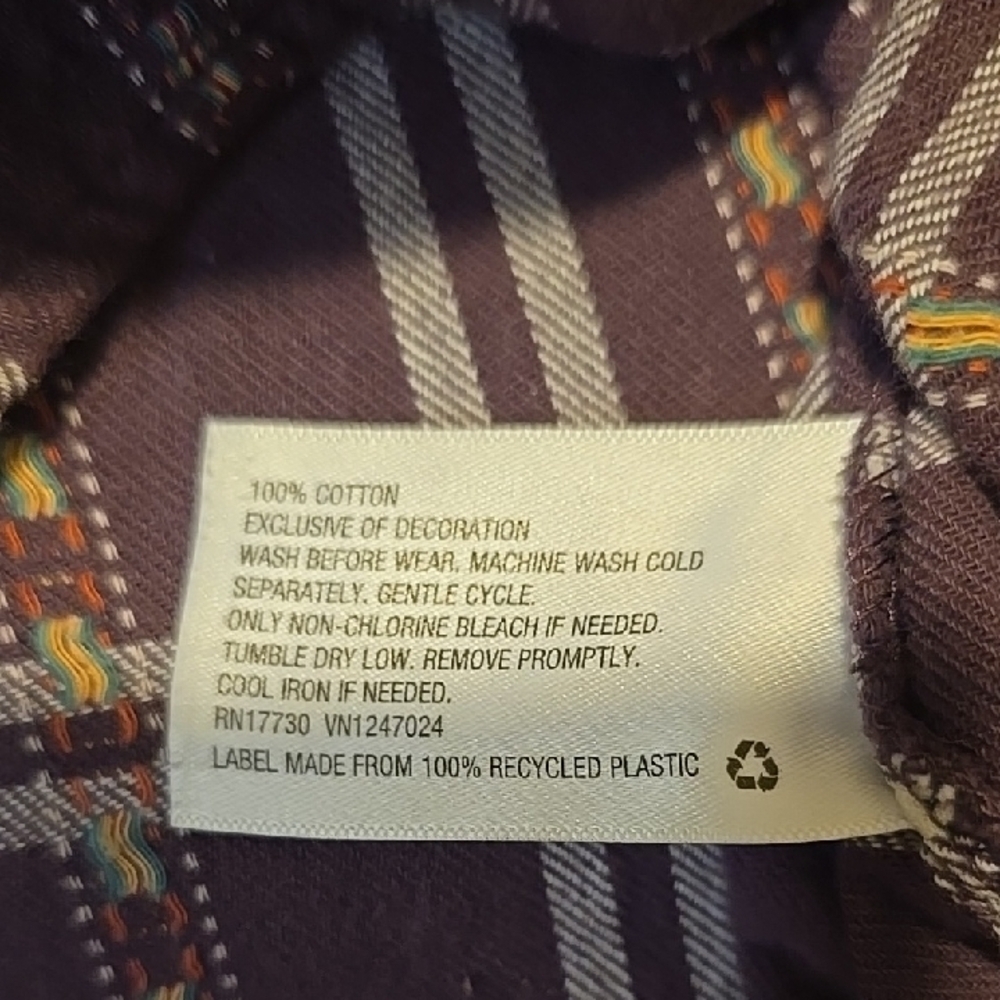 100% COTTON
EXCLUSIVE OF DECORATION
WASH BEFORE WEAR. MACHINE WASH COLD
SEPARATELY. GENTLE CYCLE.
ONLY NON-CHLORINE BLEACH IF NEEDED.
TUMBLE DRY LOW. REMOVE PROMPTLY.
COOL IRON IF NEEDED.
RN17730 VN1247024
LABEL MADE FROM 100% RECYCLED PLASTIC